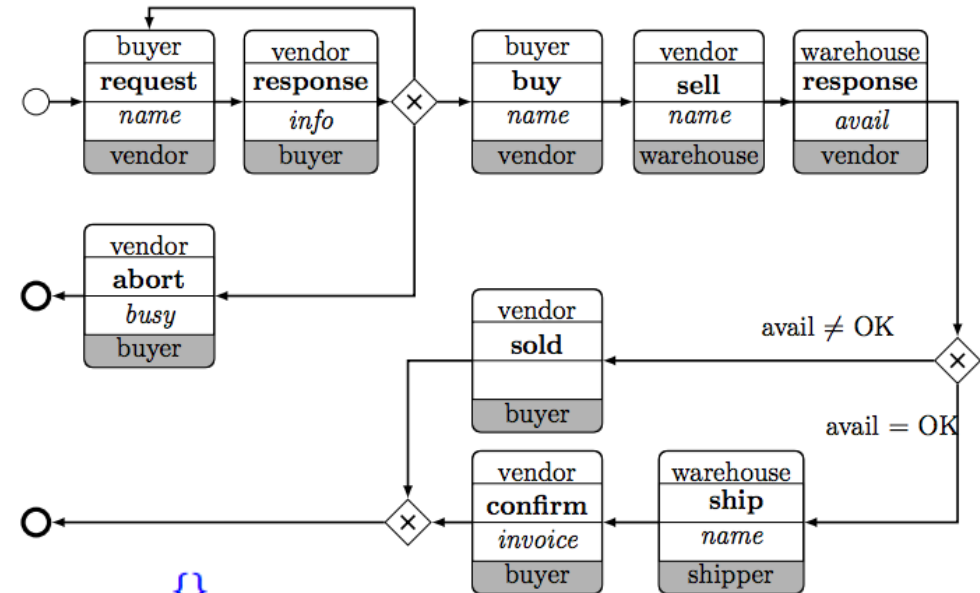 buyer
request
name
vendor
vendor
response
info
buyer
buyer
buy
name
vendor
vendor
sell
name
warehouse
warehouse
response
avail
vendor
vendor
abort
busy
buyer
vendor
sold
buyer
avail ≠ OK
avail = OK
vendor
confirm
invoice
buyer
warehouse
ship
name
shipper
{}